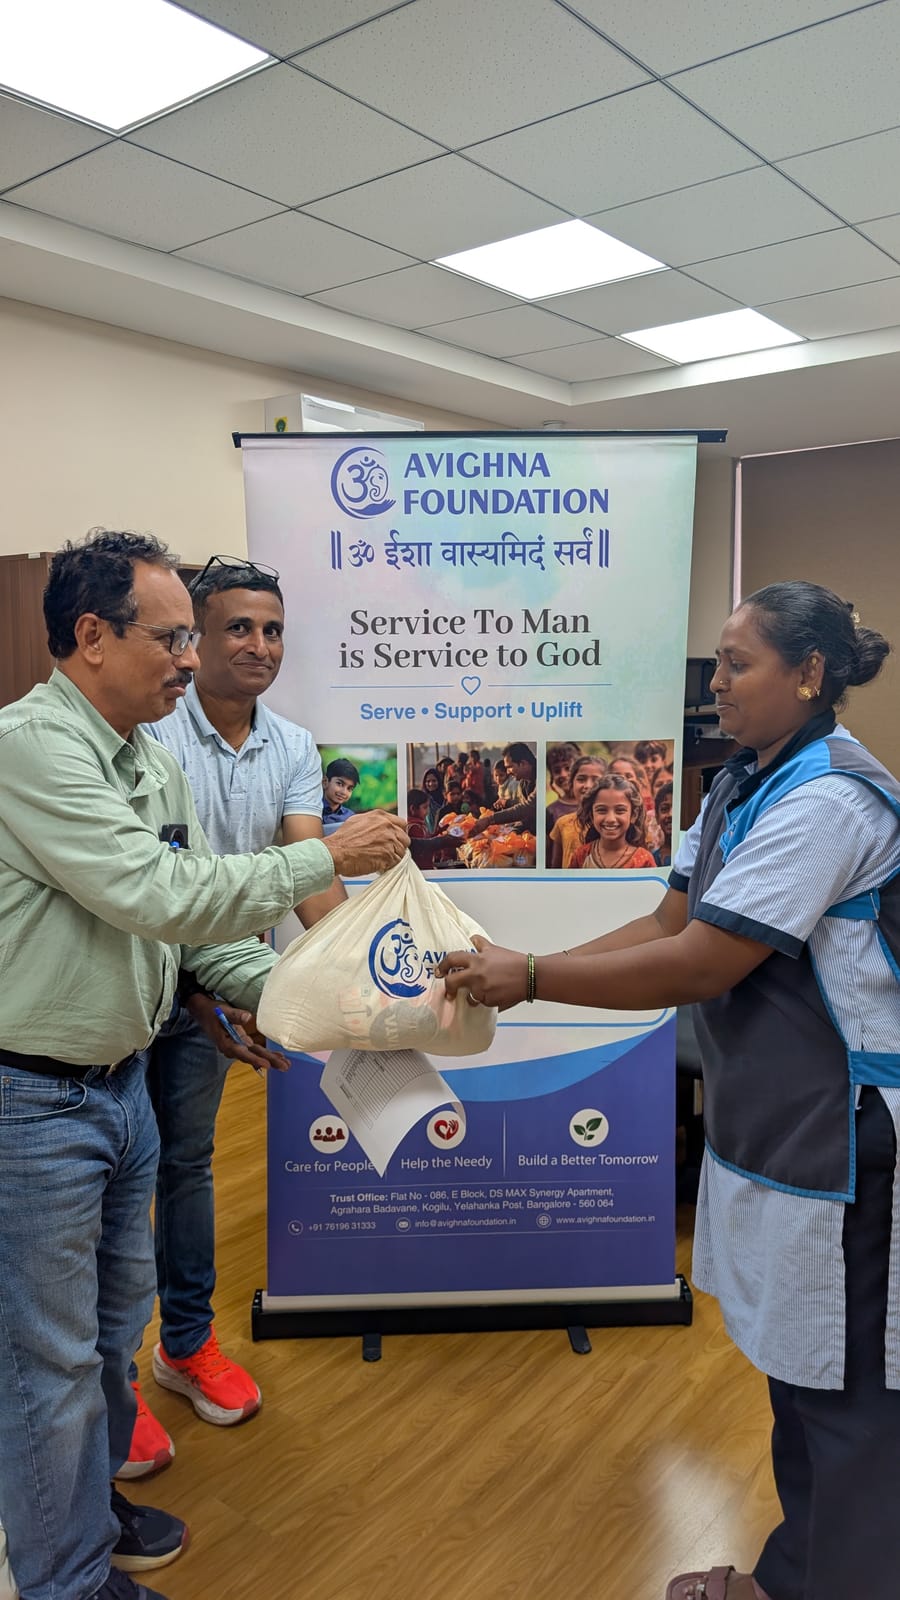 AVIGHNA
FOUNDATION
॥ॐ ईशा वास्यमिदं सर्वं॥
Service To Man
is Service to God
Serve • Support • Uplift
AVIGHNA
Care for People
Help the Needy
Build a Better Tomorrow
Trust Office: Flat No - 086, E Block, DS MAX Synergy Apartment,
Agrahara Badavane, Kogilu, Yelahanka Post, Bangalore - 560 064
+91 76196 31333
info@avighnafoundation.in
www.avighnafoundation.in